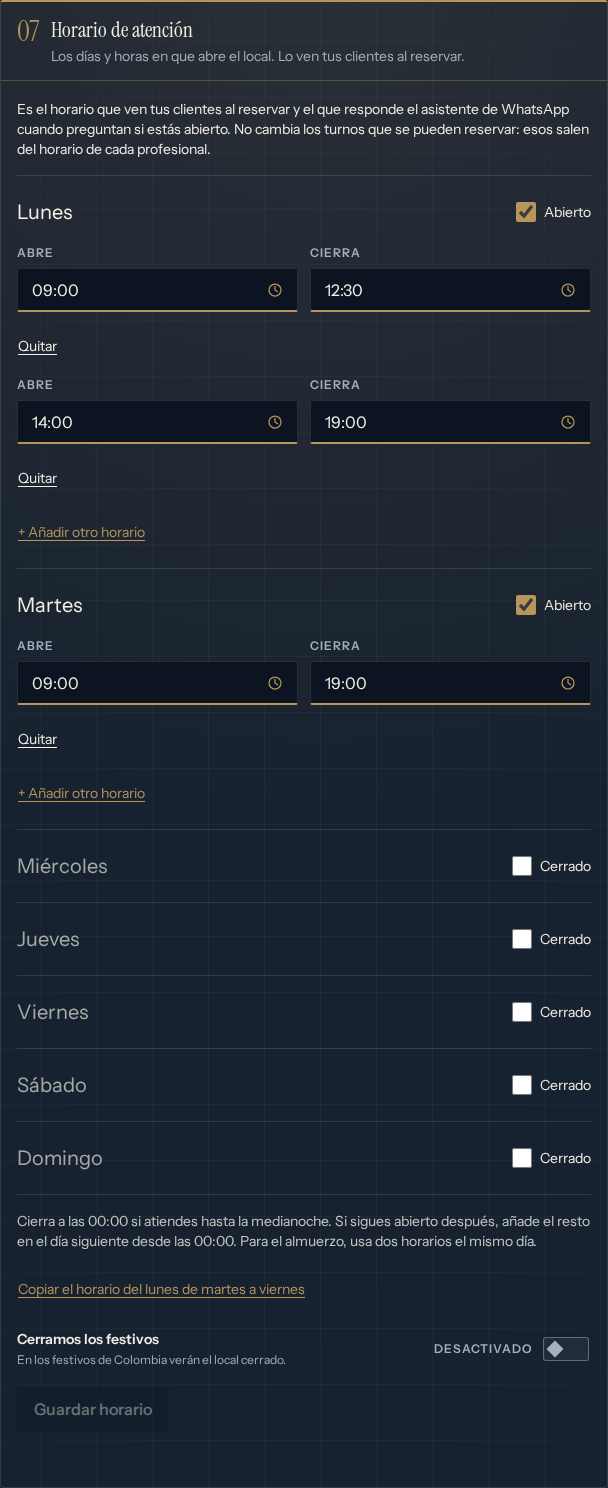 07 Horario de atención
Los días y horas en que abre el local. Lo ven tus clientes al reservar.
Es el horario que ven tus clientes al reservar y el que responde el asistente de WhatsApp
cuando preguntan si estás abierto. No cambia los turnos que se pueden reservar: esos salen
del horario de cada profesional.
Lunes Abierto
ABRE CIERRA
09:00 12:30
Quitar
ABRE CIERRA
14:00 19:00
Quitar
+ Añadir otro horario
Martes Abierto
ABRE CIERRA
09:00 19:00
Quitar
+ Añadir otro horario
Miércoles Cerrado
Jueves Cerrado
Viernes Cerrado
Sábado Cerrado
Domingo Cerrado
Cierra a las 00:00 si atiendes hasta la medianoche. Si sigues abierto después, añade el resto
en el día siguiente desde las 00:00. Para el almuerzo, usa dos horarios el mismo día.
Copiar el horario del lunes de martes a viernes
Cerramos los festivos
DESACTIVADO
En los festivos de Colombia verán el local cerrado.
Guardar horario